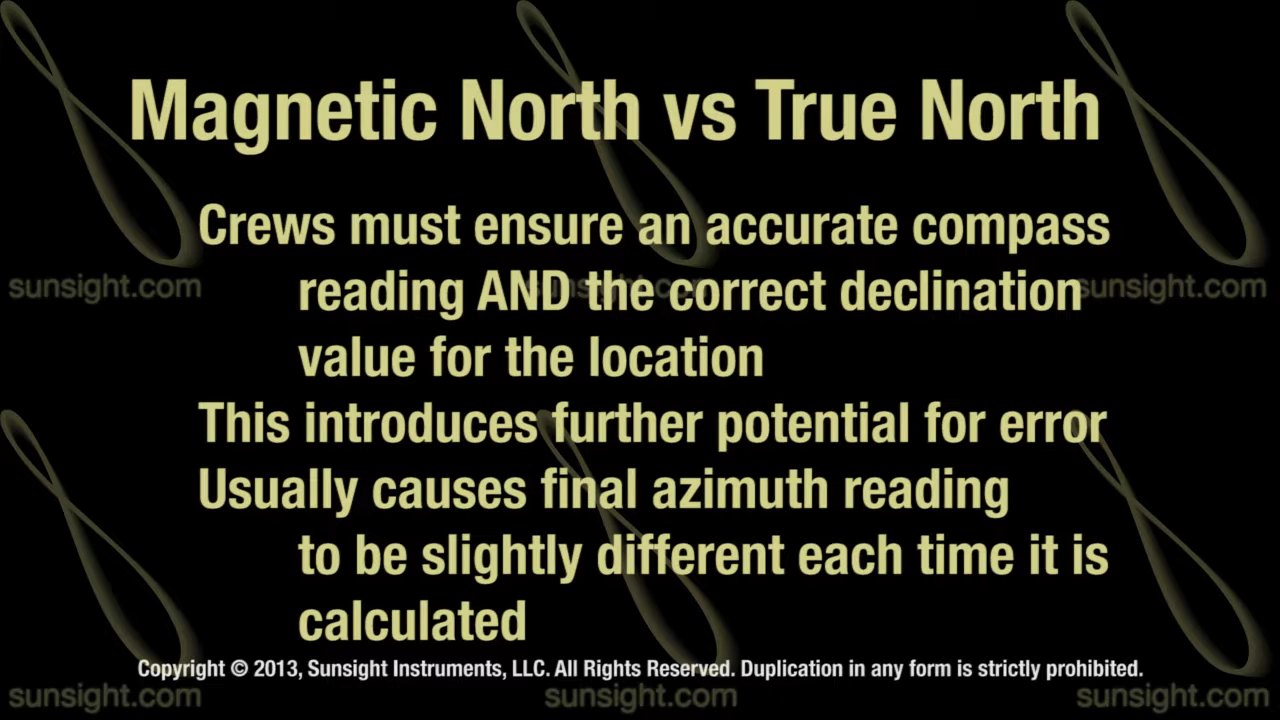 Magnetic North vs True North
Crews must ensure an accurate compass
reading AND the correct declination
value for the location
This introduces further potential for error
Usually causes final azimuth reading
to be slightly different each time it is
calculated
Copyright © 2013, Sunsight Instruments, LLC. All Rights Reserved. Duplication in any form is strictly prohibited.
sunsight.com
sunsight.com
sunsight.com
sunsight.com
sunsight.com
sunsight.com